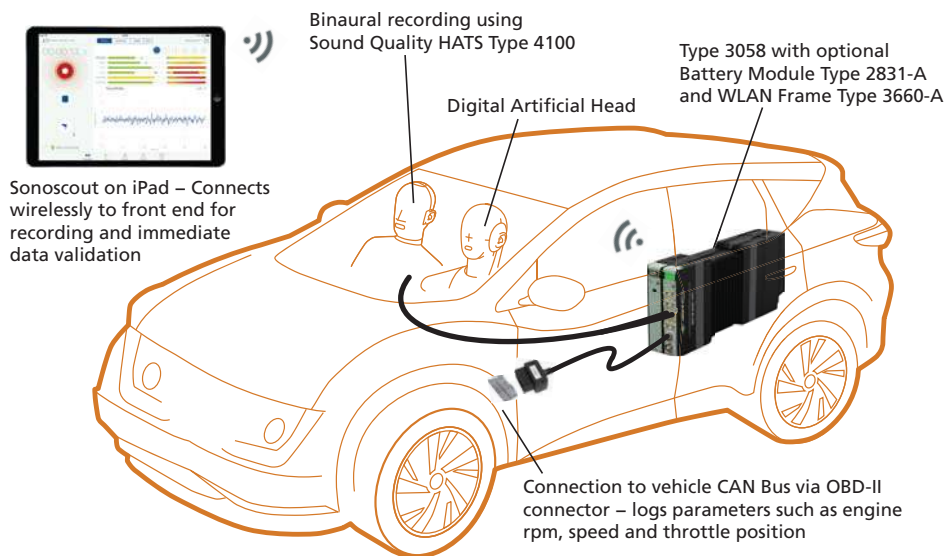 Binaural recording using
Sound Quality HATS Type 4100
Type 3058 with optional
Battery Module Type 2831-A
and WLAN Frame Type 3660-A
Digital Artificial Head
Sonoscout on iPad – Connects
wirelessly to front end for
recording and immediate
data validation
Connection to vehicle CAN Bus via OBD-II
connector – logs parameters such as engine
rpm, speed and throttle position